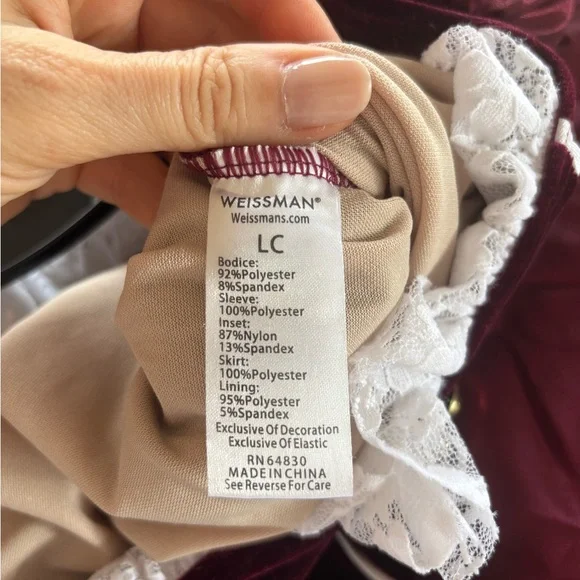 WEISSMAN®
Weissmans.com
LC
Bodice:
92%Polyester
8%Spandex
Sleeve:
100%Polyester
Inset:
87%Nylon
13%Spandex
Skirt:
100%Polyester
Lining:
95%Polyester
5%Spandex
Exclusive Of Decoration
Exclusive Of Elastic
RN 64830
MADE IN CHINA
See Reverse For Care